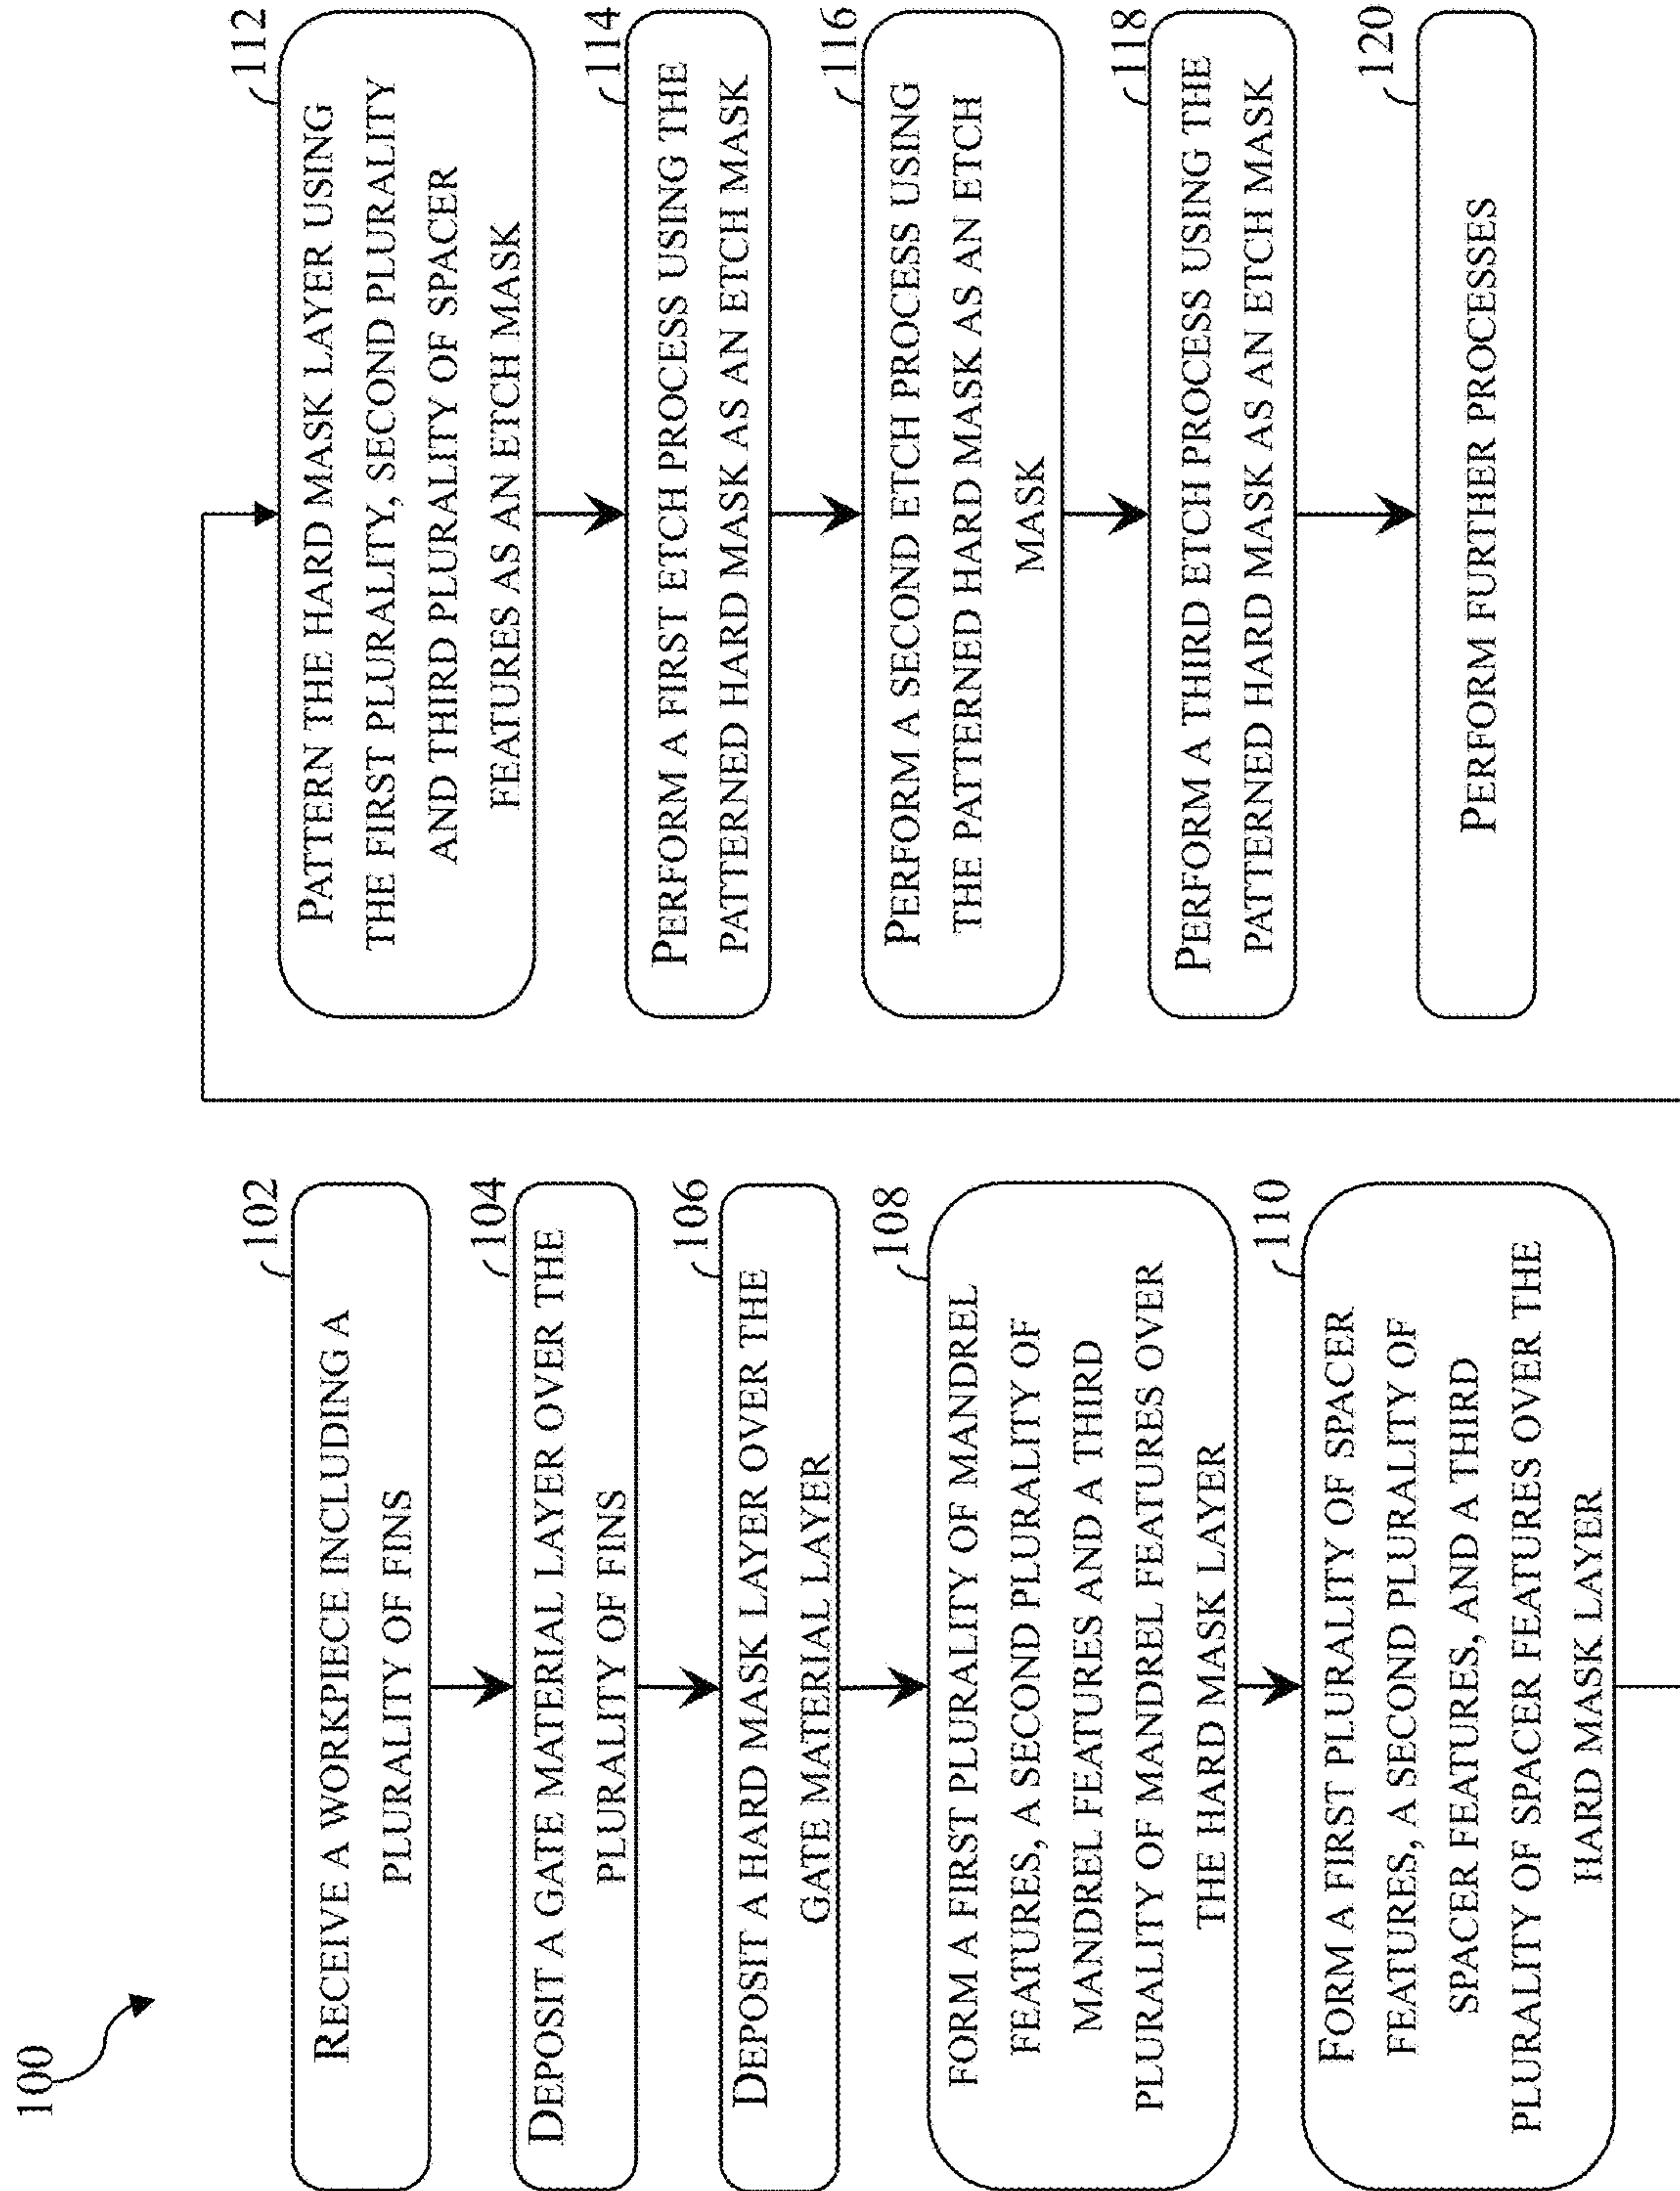 100
102
RECEIVE A WORKPIECE INCLUDING A
PLURALITY OF FINS
104
DEPOSIT A GATE MATERIAL LAYER OVER THE
PLURALITY OF FINS
106
DEPOSIT A HARD MASK LAYER OVER THE
GATE MATERIAL LAYER
108
FORM A FIRST PLURALITY OF MANDREL
FEATURES, A SECOND PLURALITY OF
MANDREL FEATURES AND A THIRD
PLURALITY OF MANDREL FEATURES OVER
THE HARD MASK LAYER
110
FORM A FIRST PLURALITY OF SPACER
FEATURES, A SECOND PLURALITY OF
SPACER FEATURES, AND A THIRD
PLURALITY OF SPACER FEATURES OVER THE
HARD MASK LAYER
112
PATTERN THE HARD MASK LAYER USING
THE FIRST PLURALITY, SECOND PLURALITY
AND THIRD PLURALITY OF SPACER
FEATURES AS AN ETCH MASK
114
PERFORM A FIRST ETCH PROCESS USING THE
PATTERNED HARD MASK AS AN ETCH MASK
116
PERFORM A SECOND ETCH PROCESS USING
THE PATTERNED HARD MASK AS AN ETCH
MASK
118
PERFORM A THIRD ETCH PROCESS USING THE
PATTERNED HARD MASK AS AN ETCH MASK
120
PERFORM FURTHER PROCESSES